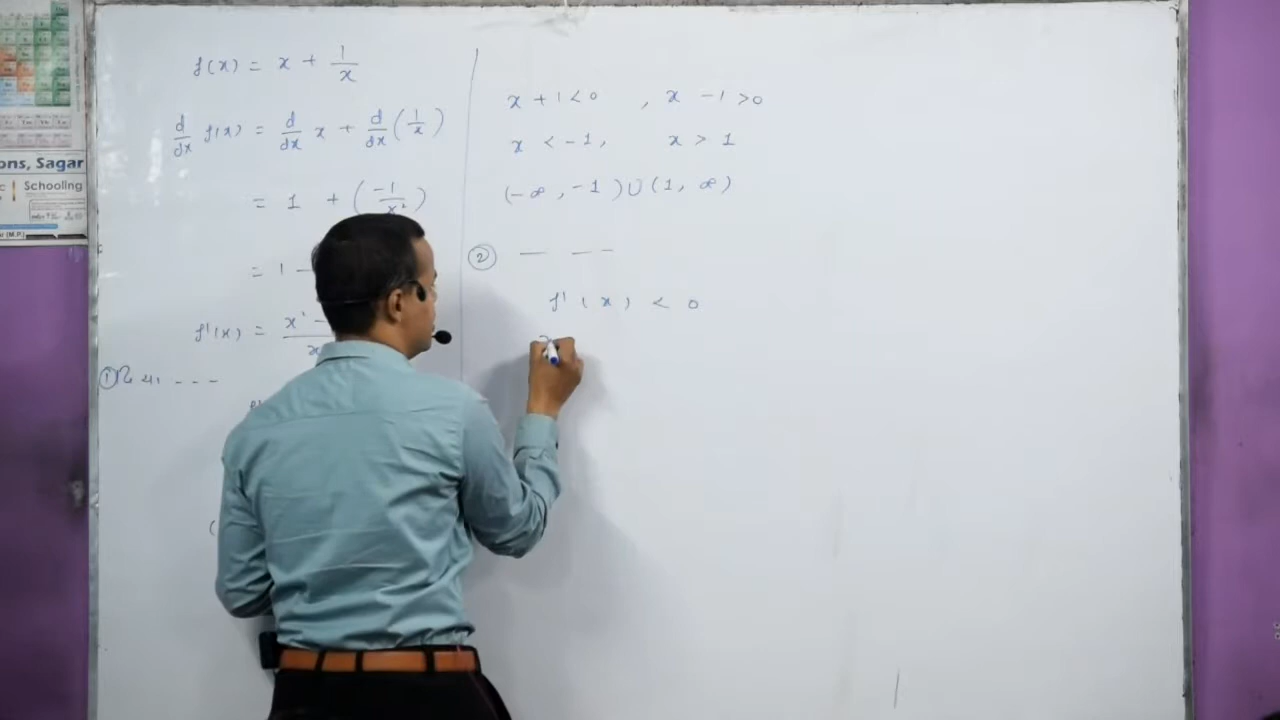 ons, Sagar
Schooling
(M.P.)
f(x) = x + 1/x
d/dx f(x) = d/dx x + d/dx (1/x)
= 1 + (-1/x²)
= 1 -
f'(x) =
① - - -
x + 1 < 0 , x - 1 > 0
x < -1, x > 1
(-∞, -1) ∪ (1, ∞)
② — —
f'(x) < 0